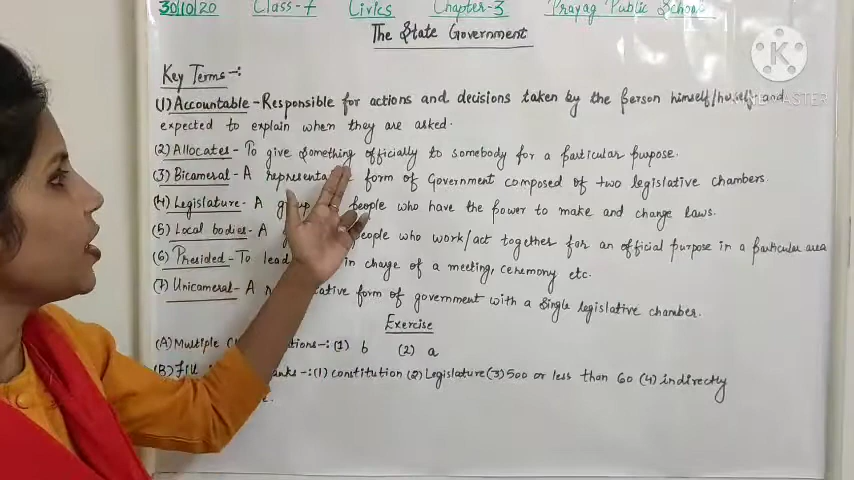 30/10/20 Class-7 Civics Chapter-3 Prayag Public School
The State Government
Key Terms-:
(1) Accountable - Responsible for actions and decisions taken by the person himself/herself and
expected to explain when they are asked.
(2) Allocates - To give something officially to somebody for a particular purpose.
(3) Bicameral - A form of Government composed of two legislative chambers.
(4) Legislature - A people who have the power to make and change laws.
(5) Local bodies - A people who work/act together for an official purpose in a particular area
(6) Presided - To lead in charge of a meeting, ceremony etc.
(7) Unicameral - A form of government with a single legislative chamber.
Exercise
(A) Multiple -: (1) b (2) a
(B) Fill -: (1) constitution (2) Legislature (3) 500 or less than 60 (4) indirectly
KINEMASTER